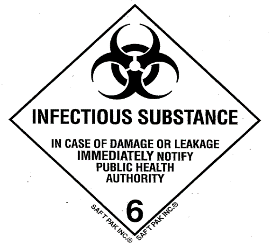 INFECTIOUS SUBSTANCE
IN CASE OF DAMAGE OR LEAKAGE
IMMEDIATELY NOTIFY
PUBLIC HEALTH
AUTHORITY
6
SAFT PAK INC.®
SAFT PAK INC.®